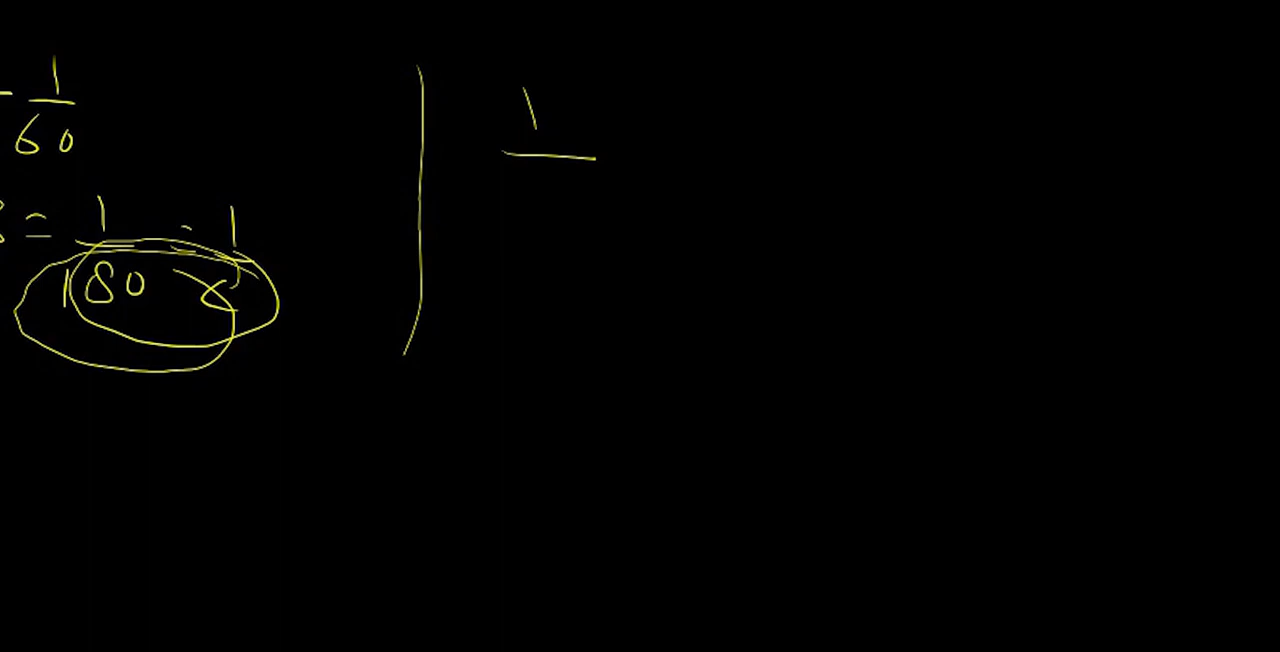 - 1/60
= 1/180 = 1/x
1/